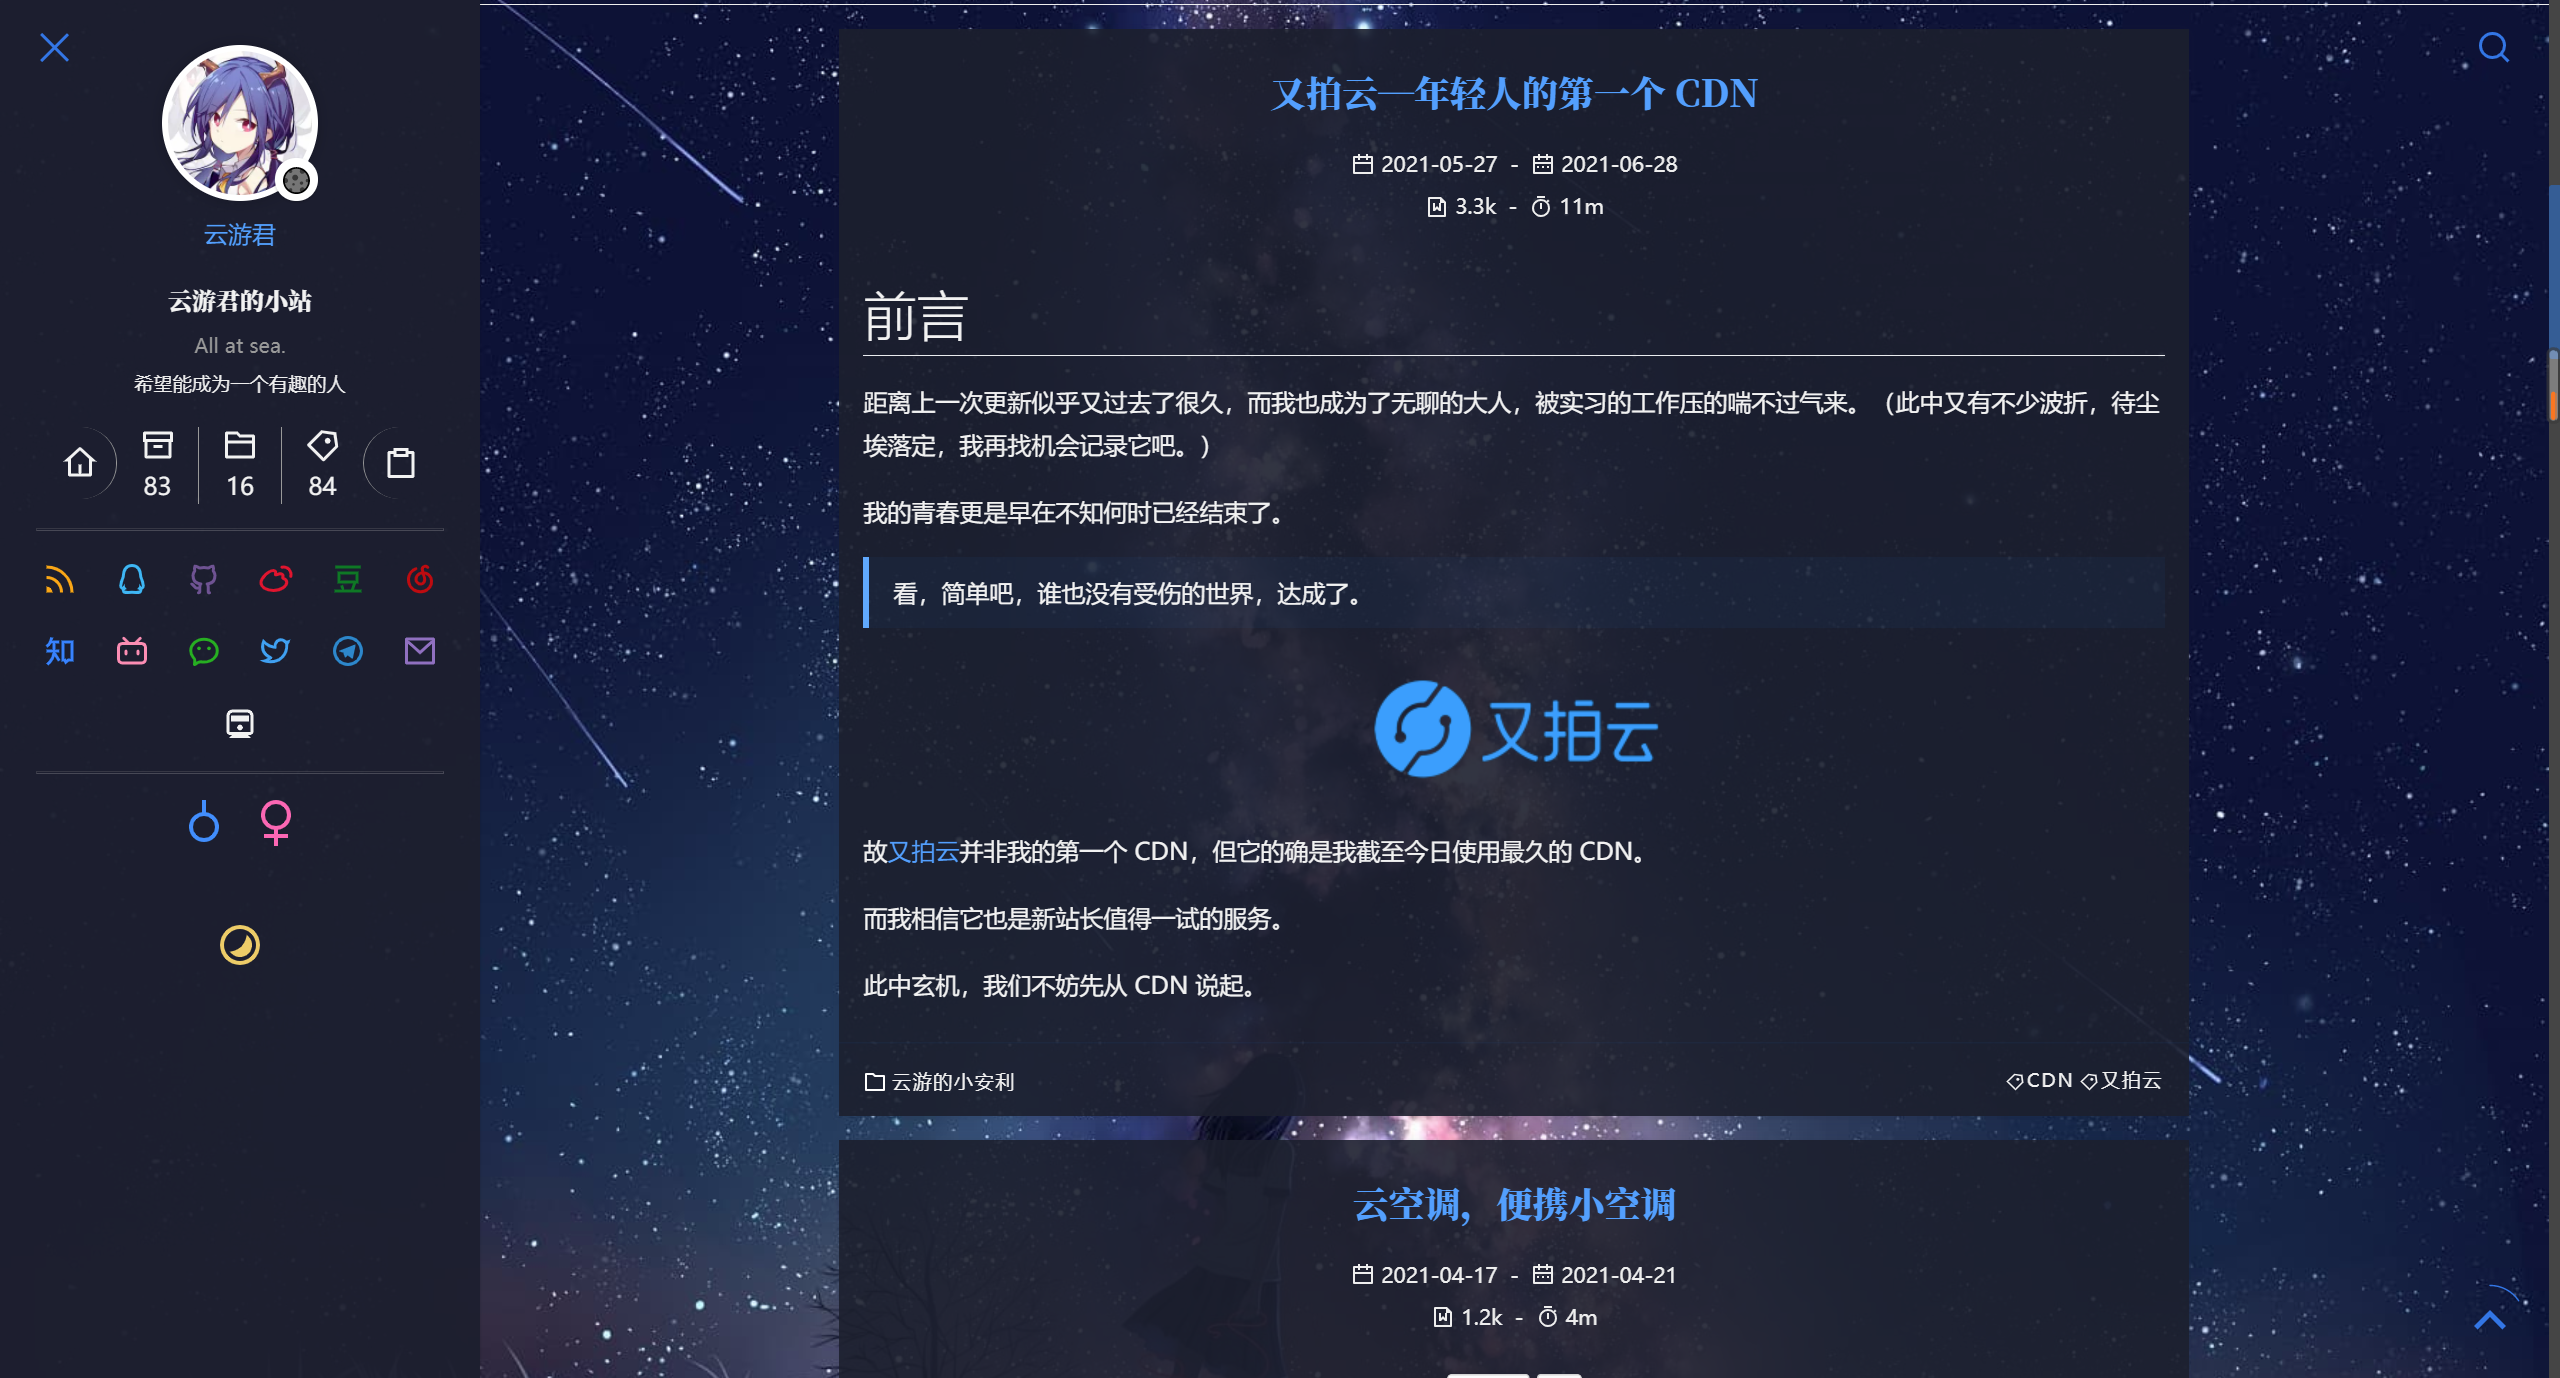 云游君
云游君的小站
All at sea.
希望能成为一个有趣的人
83
16
84
豆
知
又拍云—年轻人的第一个 CDN
2021-05-27 - 2021-06-28
3.3k - 11m
前言
距离上一次更新似乎又过去了很久，而我也成为了无聊的大人，被实习的工作压的喘不过气来。（此中又有不少波折，待尘
埃落定，我再找机会记录它吧。）
我的青春更是早在不知何时已经结束了。
看，简单吧，谁也没有受伤的世界，达成了。
又拍云
故又拍云并非我的第一个 CDN，但它的确是我截至今日使用最久的 CDN。
而我相信它也是新站长值得一试的服务。
此中玄机，我们不妨先从 CDN 说起。
云游的小安利
CDN 又拍云
云空调，便携小空调
2021-04-17 - 2021-04-21
1.2k - 4m